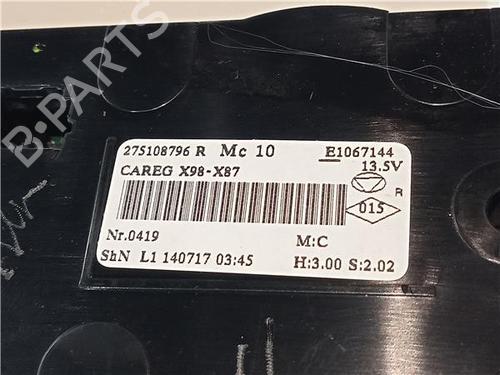 B-PARTS
275108796 R Mc 10 E1067144
13.5V
CAREG X98-X87
R
015
Nr.0419 M:C
ShN L1 140717 03:45 H:3.00 S:2.02